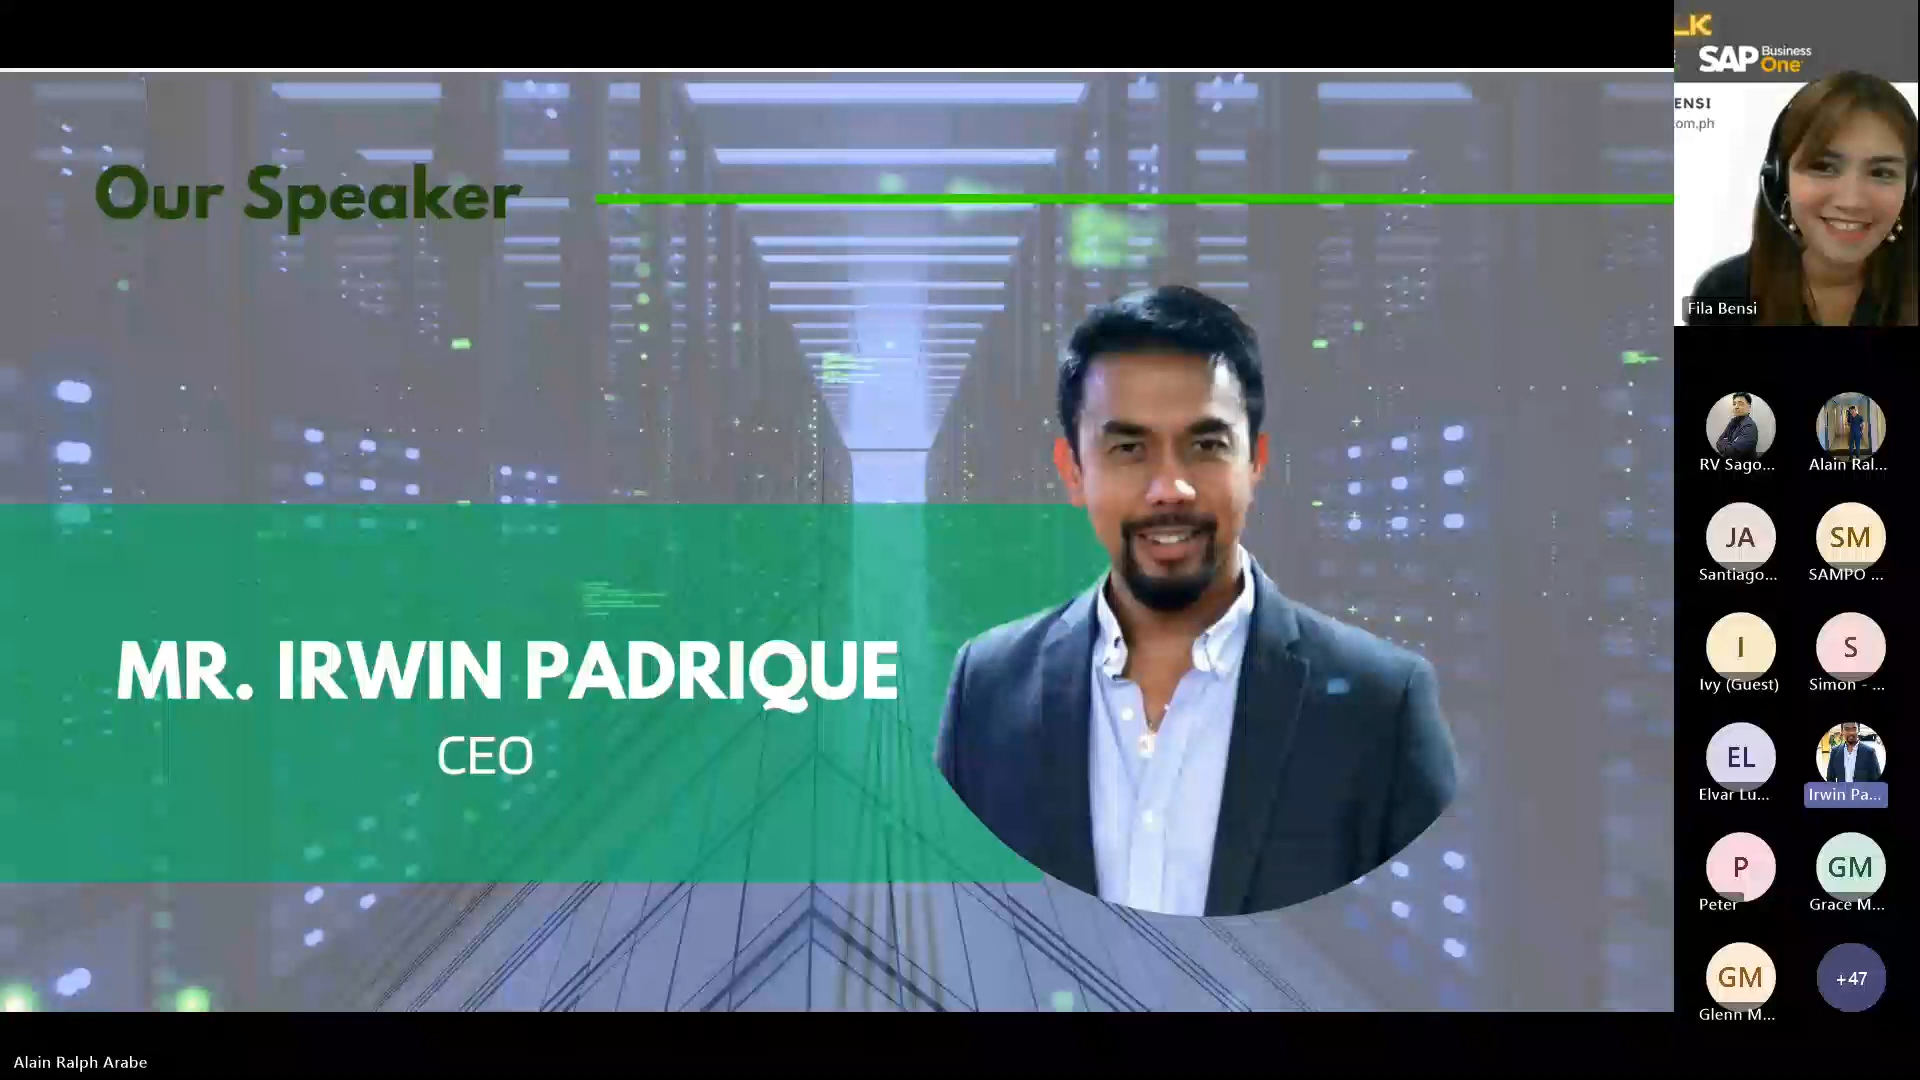 Our Speaker
MR. IRWIN PADRIQUE
CEO
LK
SAP Business One
ENSI
com.ph
Fila Bensi
RV Sago...
Alain Ral...
JA
Santiago...
SM
SAMPO ...
I
Ivy (Guest)
S
Simon - ...
EL
Elvar Lu...
Irwin Pa...
P
Peter
GM
Grace M...
GM
Glenn M...
+47
Alain Ralph Arabe